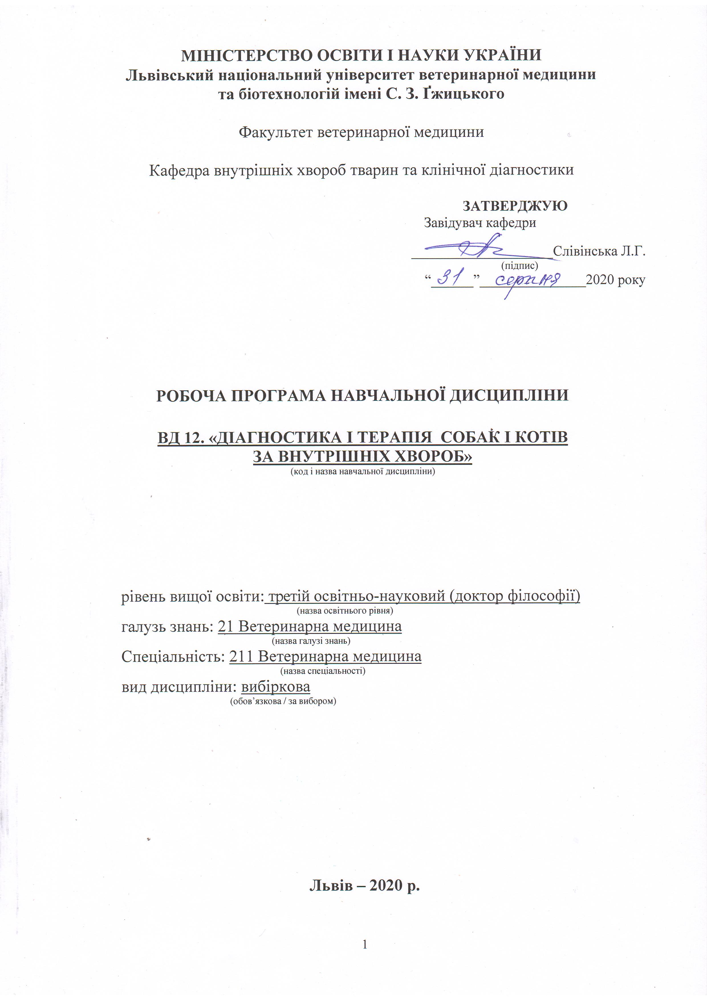 МІНІСТЕРСТВО ОСВІТИ І НАУКИ УКРАЇНИ
Львівський національний університет ветеринарної медицини
та біотехнологій імені С. З. Ґжицького
Факультет ветеринарної медицини
Кафедра внутрішніх хвороб тварин та клінічної діагностики
ЗАТВЕРДЖУЮ
Завідувач кафедри
Слівінська Л.Г.
(підпис)
“31” серпня 2020 року
РОБОЧА ПРОГРАМА НАВЧАЛЬНОЇ ДИСЦИПЛІНИ
ВД 12. «ДІАГНОСТИКА І ТЕРАПІЯ СОБАК І КОТІВ
ЗА ВНУТРІШНІХ ХВОРОБ»
(код і назва навчальної дисципліни)
рівень вищої освіти: третій освітньо-науковий (доктор філософії)
(назва освітнього рівня)
галузь знань: 21 Ветеринарна медицина
(назва галузі знань)
Спеціальність: 211 Ветеринарна медицина
(назва спеціальності)
вид дисципліни: вибіркова
(обов’язкова / за вибором)
Львів – 2020 р.
1